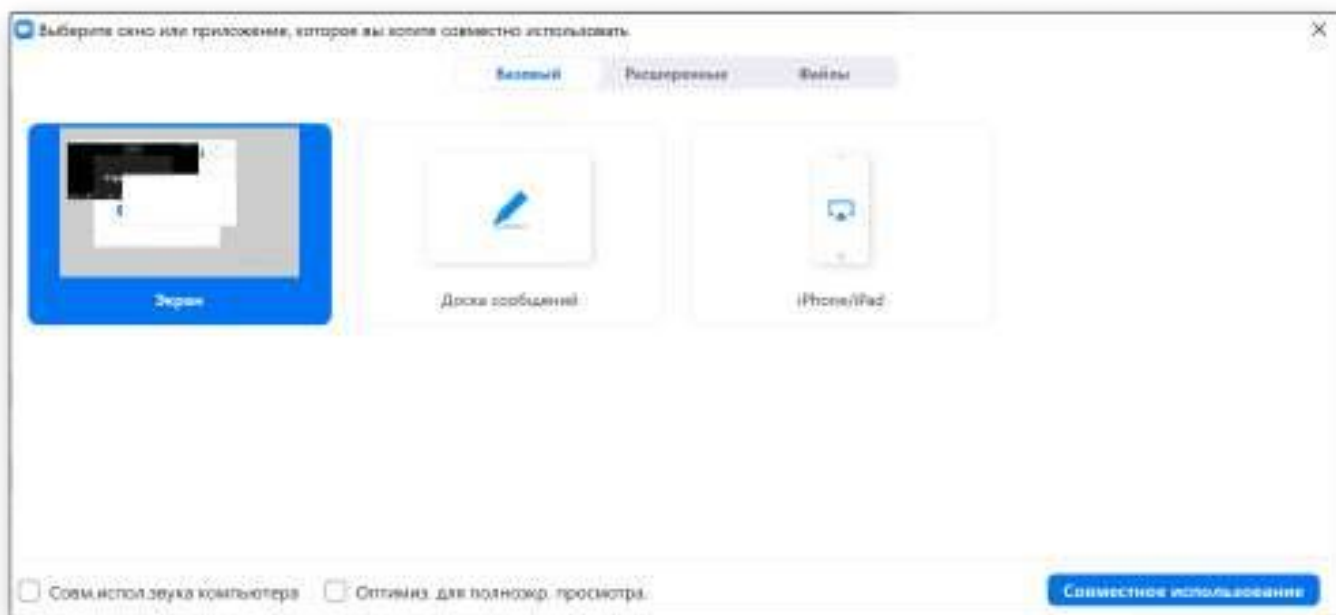 Выберите окно или приложение, которое вы хотите совместно использовать
Базовый Расширенные Файлы
Экран Доска сообщений iPhone/iPad
Совм.испол.звука компьютера Оптимиз. для полноэкр. просмотра. Совместное использование